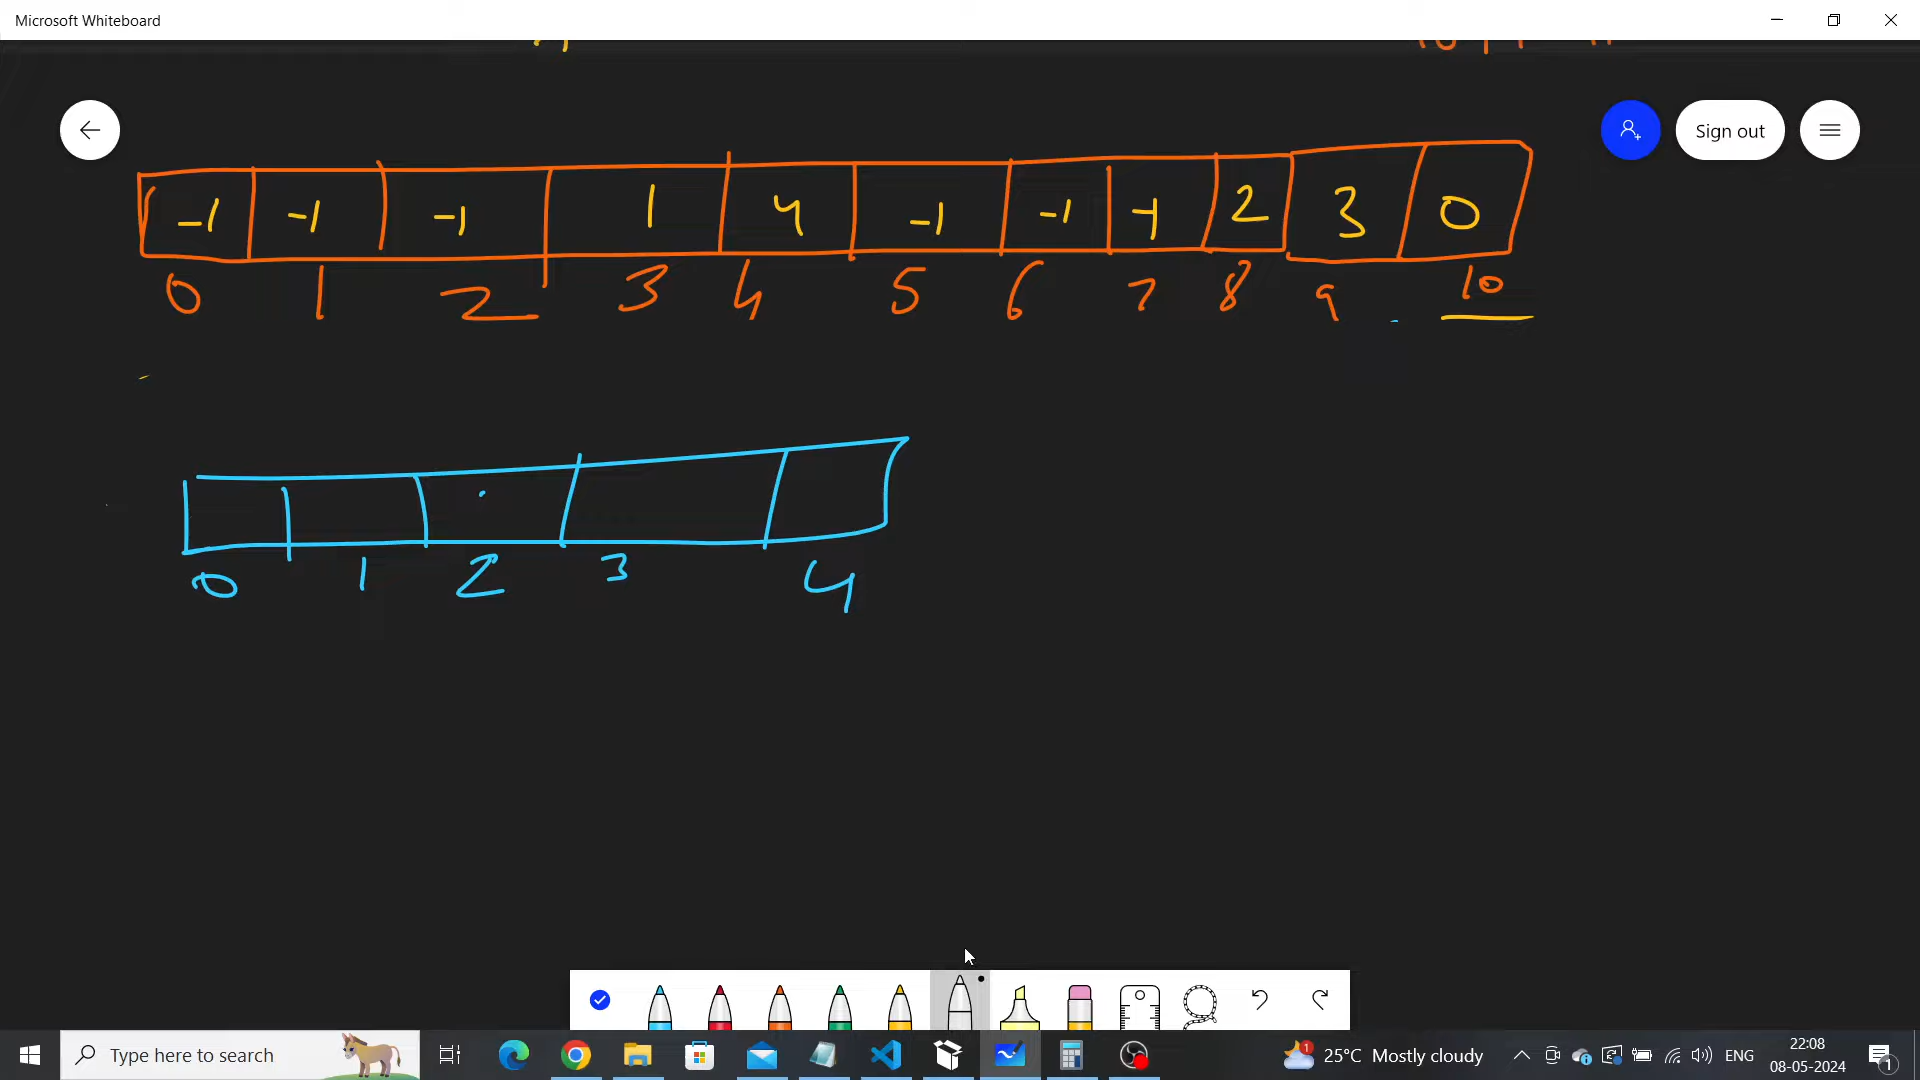 Microsoft Whiteboard
Sign out
-1 -1 -1 1 4 -1 -1 -1 2 3 0
0 1 2 3 4 5 6 7 8 9 10
0 1 2 3 4
Type here to search
1
25°C Mostly cloudy
ENG
22:08
08-05-2024
1